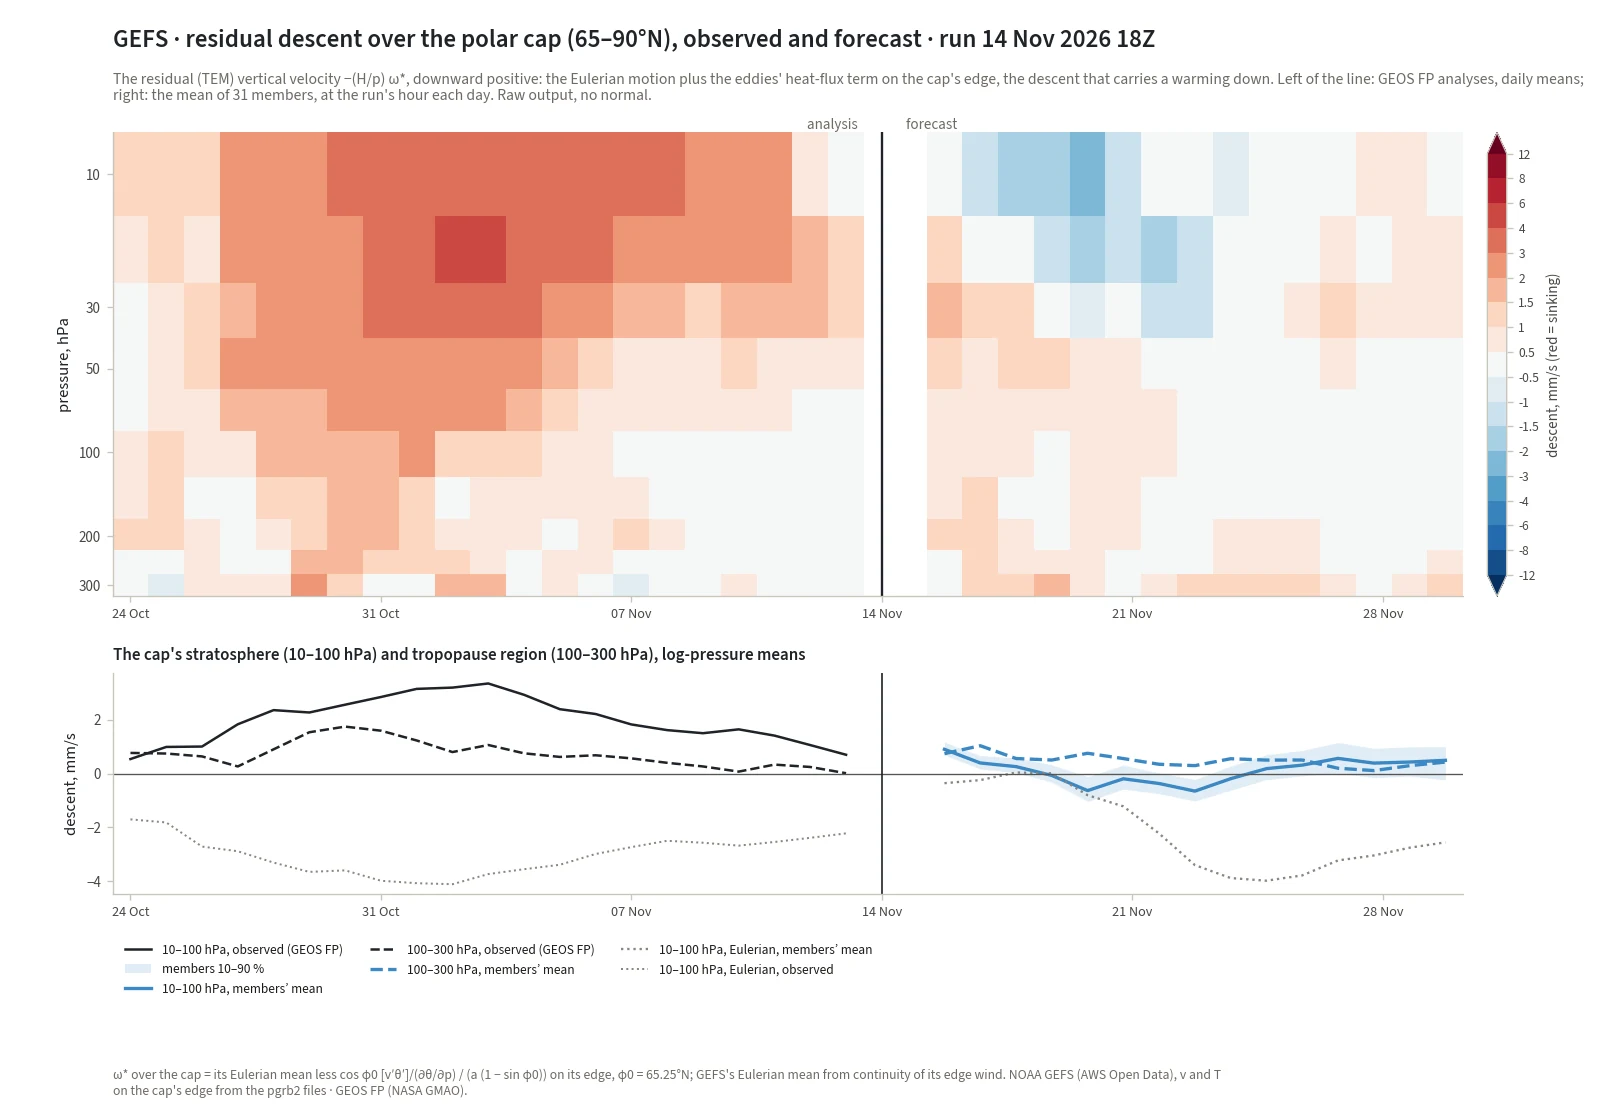 GEFS · residual descent over the polar cap (65–90°N), observed and forecast · run 14 Nov 2026 18Z
The residual (TEM) vertical velocity −(H/p) ω*, downward positive: the Eulerian motion plus the eddies' heat-flux term on the cap's edge, the descent that carries a warming down. Left of the line: GEOS FP analyses, daily means;
right: the mean of 31 members, at the run's hour each day. Raw output, no normal.
analysis
forecast
pressure, hPa
10
30
50
100
200
300
24 Oct
31 Oct
07 Nov
14 Nov
21 Nov
28 Nov
12
8
6
4
3
2
1.5
1
0.5
-0.5
-1
-1.5
-2
-3
-4
-6
-8
-12
descent, mm/s (red = sinking)
The cap's stratosphere (10–100 hPa) and tropopause region (100–300 hPa), log-pressure means
descent, mm/s
2
0
−2
−4
24 Oct
31 Oct
07 Nov
14 Nov
21 Nov
28 Nov
10–100 hPa, observed (GEOS FP)
members 10–90 %
10–100 hPa, members’ mean
100–300 hPa, observed (GEOS FP)
100–300 hPa, members’ mean
10–100 hPa, Eulerian, members’ mean
10–100 hPa, Eulerian, observed
ω* over the cap = its Eulerian mean less cos φ0 [v′θ′]/(∂θ/∂p) / (a (1 − sin φ0)) on its edge, φ0 = 65.25°N; GEFS's Eulerian mean from continuity of its edge wind. NOAA GEFS (AWS Open Data), v and T
on the cap's edge from the pgrb2 files · GEOS FP (NASA GMAO).